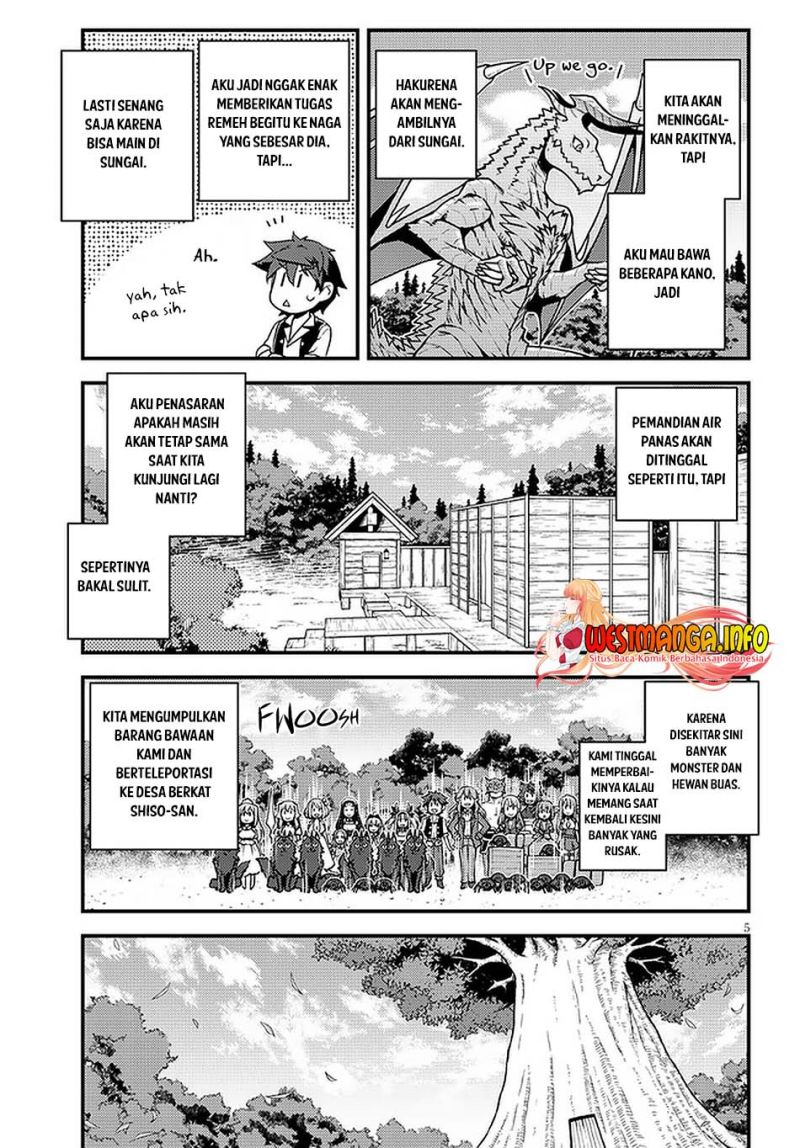 KITA AKAN
MENINGGAL-
KAN RAKITNYA,
TAPI
Up we go.
AKU MAU BAWA
BEBERAPA KANO,
JADI
HAKURENA
AKAN MENG-
AMBILNYA
DARI SUNGAI.
AKU JADI NGGAK ENAK
MEMBERIKAN TUGAS
REMEH BEGITU KE NAGA
YANG SEBESAR DIA,
TAPI...
LASTI SENANG
SAJA KARENA
BISA MAIN DI
SUNGAI.
Ah.
yah, tak
apa sih.
PEMANDIAN AIR
PANAS AKAN
DITINGGAL
SEPERTI ITU, TAPI
AKU PENASARAN
APAKAH MASIH
AKAN TETAP SAMA
SAAT KITA
KUNJUNGI LAGI
NANTI?
SEPERTINYA
BAKAL SULIT.
WESTMANGA.INFO
Situs Baca Komik Berbahasa Indonesia
KARENA
DISEKITAR SINI
BANYAK
MONSTER DAN
HEWAN BUAS.
KAMI TINGGAL
MEMPERBAI-
KINYA KALAU
MEMANG SAAT
KEMBALI KESINI
BANYAK YANG
RUSAK.
FWOOSH
KITA MENGUMPULKAN
BARANG BAWAAN
KAMI DAN
BERTELEPORTASI
KE DESA BERKAT
SHISO-SAN.
5